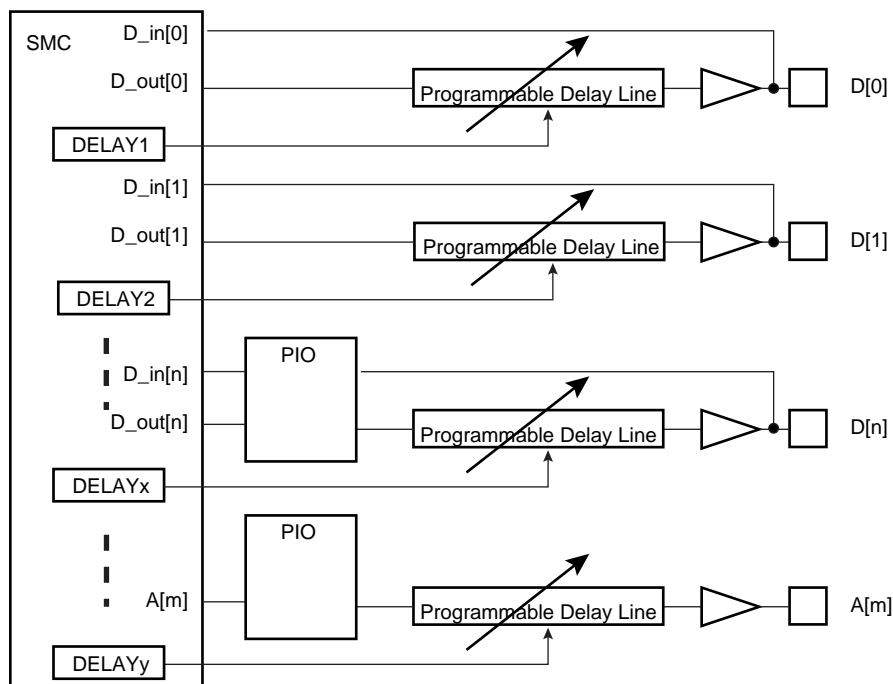 SMC
D_in[0]
D_out[0]
Programmable Delay Line
D[0]
DELAY1
D_in[1]
D_out[1]
Programmable Delay Line
D[1]
DELAY2
PIO
D_in[n]
D_out[n]
Programmable Delay Line
D[n]
DELAYx
PIO
A[m]
Programmable Delay Line
A[m]
DELAYy